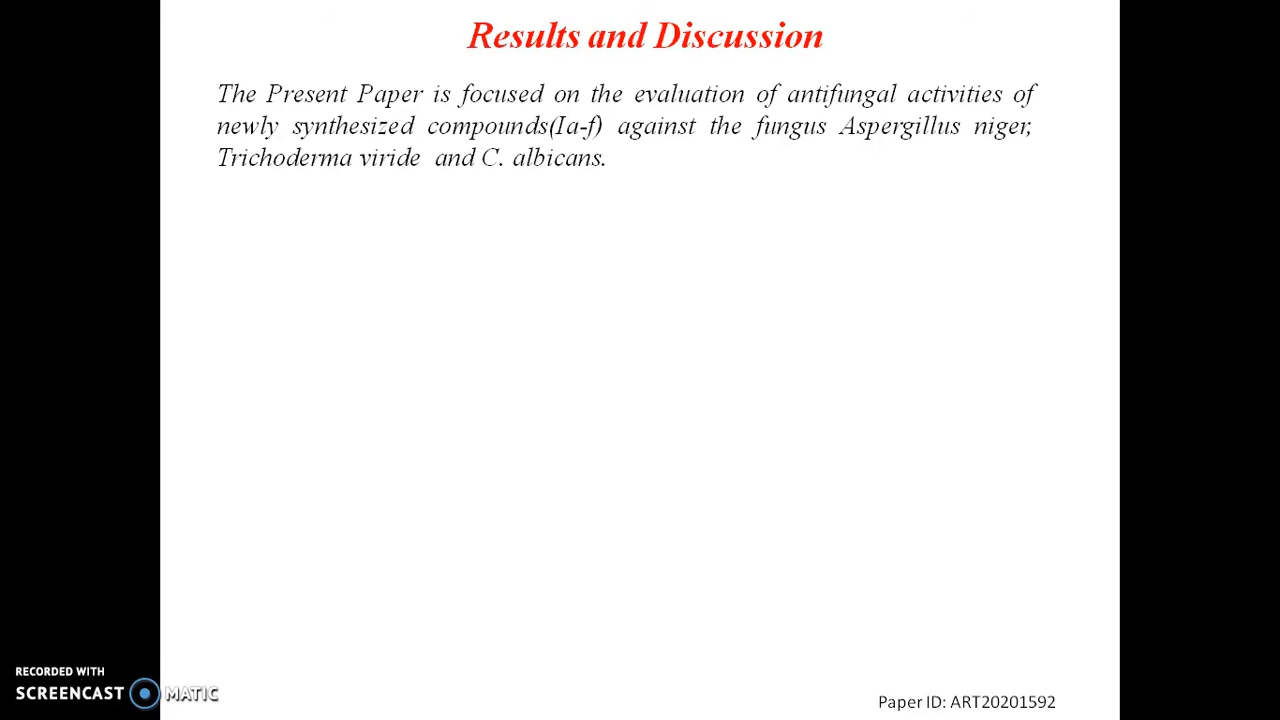 Results and Discussion
The Present Paper is focused on the evaluation of antifungal activities of
newly synthesized compounds(Ia-f) against the fungus Aspergillus niger,
Trichoderma viride and C. albicans.
RECORDED WITH
SCREENCAST MATIC
Paper ID: ART20201592